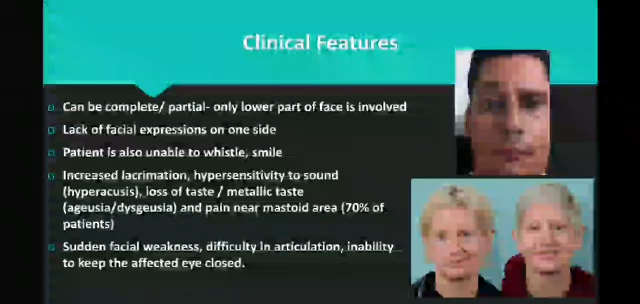 Clinical Features
Can be complete/ partial- only lower part of face is involved
Lack of facial expressions on one side
Patient is also unable to whistle, smile
Increased lacrimation, hypersensitivity to sound
(hyperacusis), loss of taste / metallic taste
(ageusia/dysgeusia) and pain near mastoid area (70% of
patients)
Sudden facial weakness, difficulty in articulation, inability
to keep the affected eye closed.